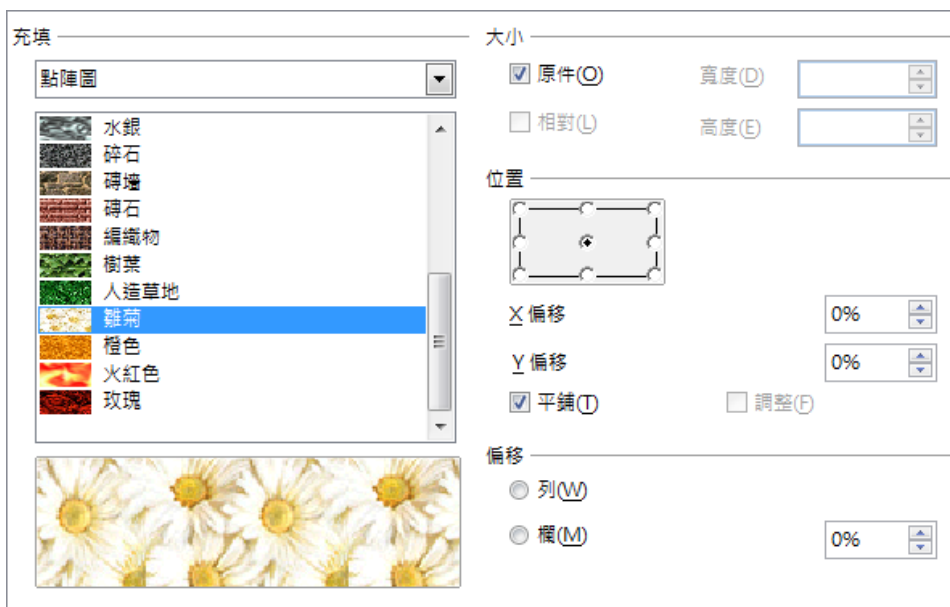 充填
點陣圖
水銀
碎石
磚墻
磚石
編織物
樹葉
人造草地
雛菊
橙色
火紅色
玫瑰
大小
原件(O)
寬度(D)
相對(L)
高度(E)
位置
X 偏移
0%
Y 偏移
0%
平鋪(T)
調整(F)
偏移
列(W)
欄(M)
0%